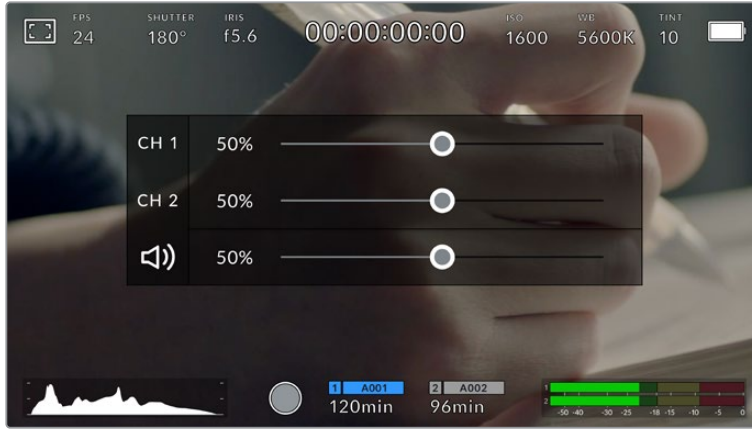 FPS SHUTTER IRIS ISO WB TINT
24 180° f5.6 00:00:00:00 1600 5600K 10
CH 1 50%
CH 2 50%
50%
1 A001 2 A002
120min 96min
1
2
-50 -40 -30 -25 -18 -15 -10 -5 0